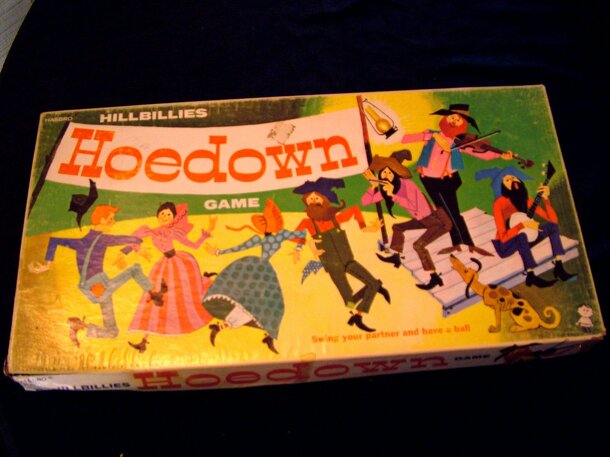 HASBRO
HILLBILLIES
Hoedown
GAME
Swing your partner and have a ball
HILLBILLIES Hoedown GAME